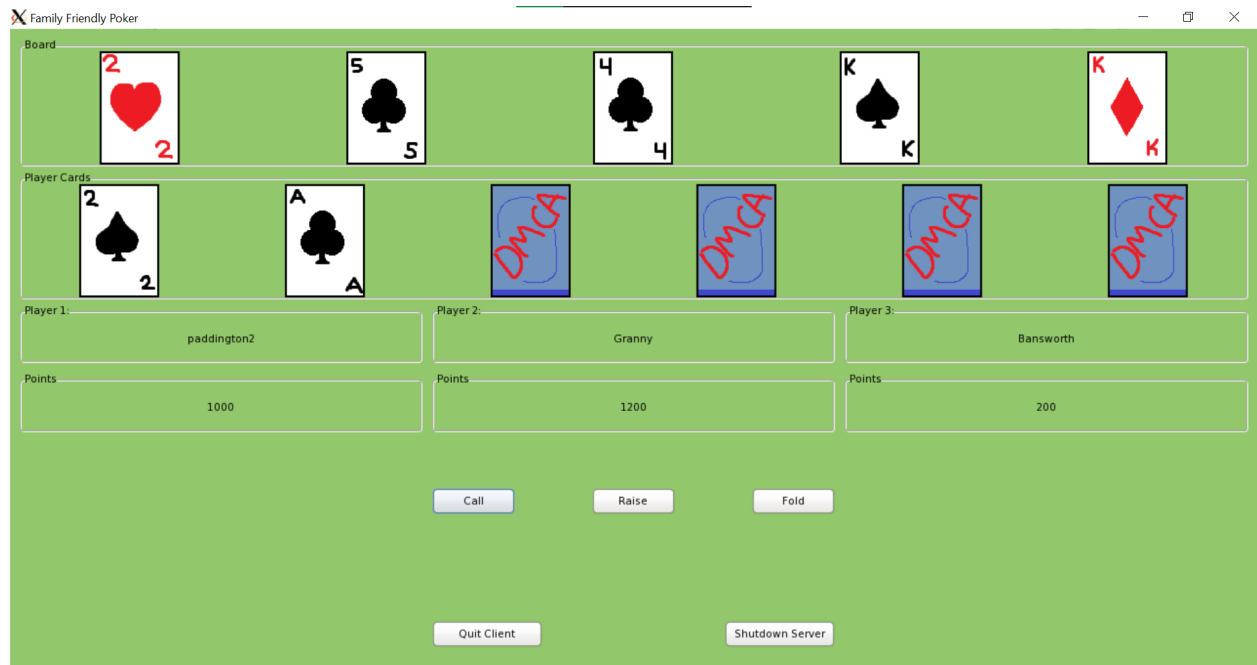 Family Friendly Poker
Board
2 5 4 K K
2 5 4 K K
Player Cards
2 A
DMCA DMCA DMCA DMCA
2 A
Player 1: Player 2: Player 3:
paddington2 Granny Bansworth
Points Points Points
1000 1200 200
Call Raise Fold
Quit Client Shutdown Server